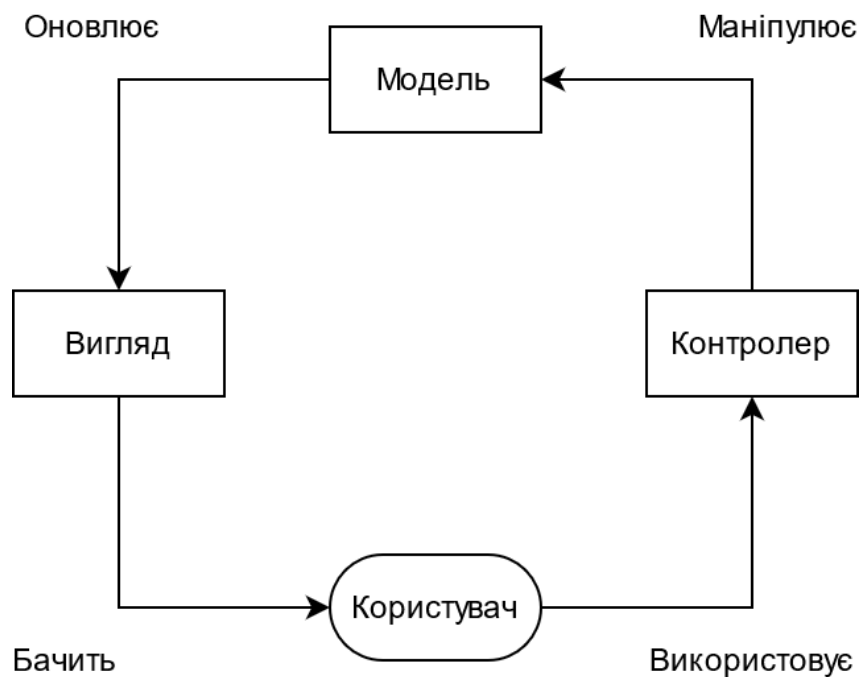 Оновлює
Маніпулює
Модель
Вигляд
Контролер
Користувач
Бачить
Використовує